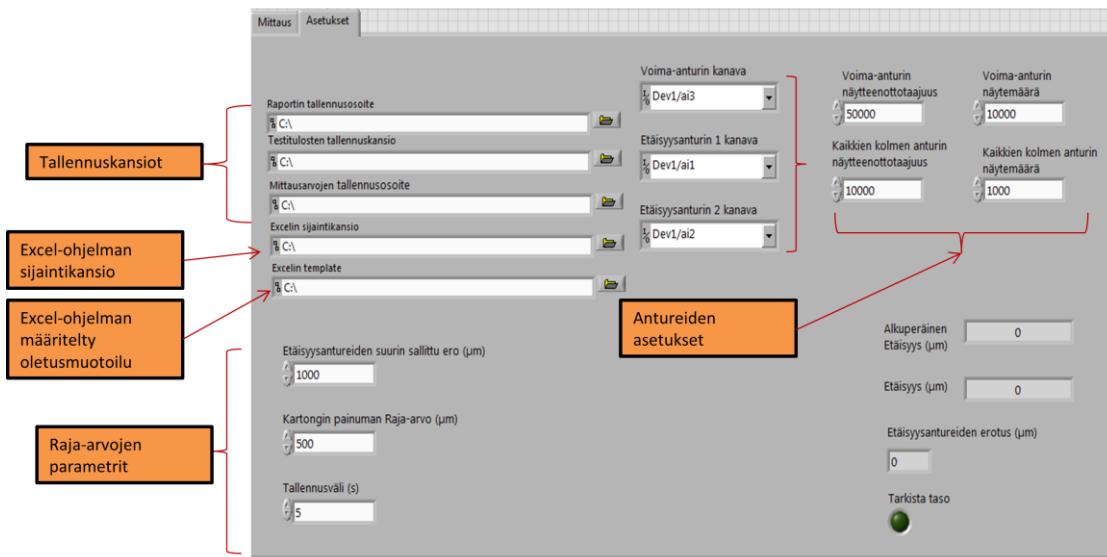 Mittaus
Asetukset
Raportin tallennusosoite
C:\
Testitulosten tallennuskansio
C:\
Mittausarvojen tallennusosoite
C:\
Excelin sijaintikansio
C:\
Excelin template
C:\
Tallennuskansiot
Excel-ohjelman
sijaintikansio
Excel-ohjelman
määritelty
oletusmuotoilu
Raja-arvojen
parametrit
Voima-anturin kanava
Dev1/ai3
Etäisyysanturin 1 kanava
Dev1/ai1
Etäisyysanturin 2 kanava
Dev1/ai2
Voima-anturin
näytteenottotaajuus
50000
Voima-anturin
näytemäärä
10000
Kaikkien kolmen anturin
näytteenottotaajuus
10000
Kaikkien kolmen anturin
näytemäärä
1000
Antureiden
asetukset
Etäisyysantureiden suurin sallittu ero (µm)
1000
Kartongin painuman Raja-arvo (µm)
500
Tallennusväli (s)
5
Alkuperäinen
Etäisyys (µm)
0
Etäisyys (µm)
0
Etäisyysantureiden erotus (µm)
0
Tarkista taso